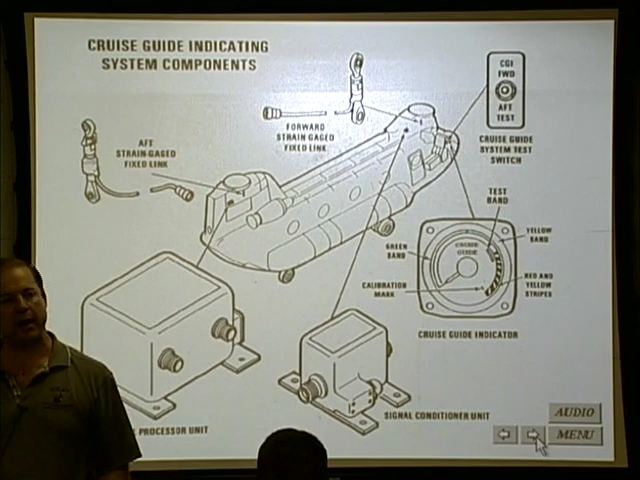 CRUISE GUIDE INDICATING
SYSTEM COMPONENTS
CGI
FWD
AFT
TEST
CRUISE GUIDE
SYSTEM TEST
SWITCH
FORWARD
STRAIN GAGED
FIXED LINK
AFT
STRAIN-GAGED
FIXED LINK
TEST
BAND
YELLOW
BAND
GREEN
BAND
CRUISE
GUIDE
CALIBRATION
MARK
RED AND
YELLOW
STRIPES
CRUISE GUIDE INDICATOR
SIGNAL CONDITIONER UNIT
PROCESSOR UNIT
AUDIO
MENU